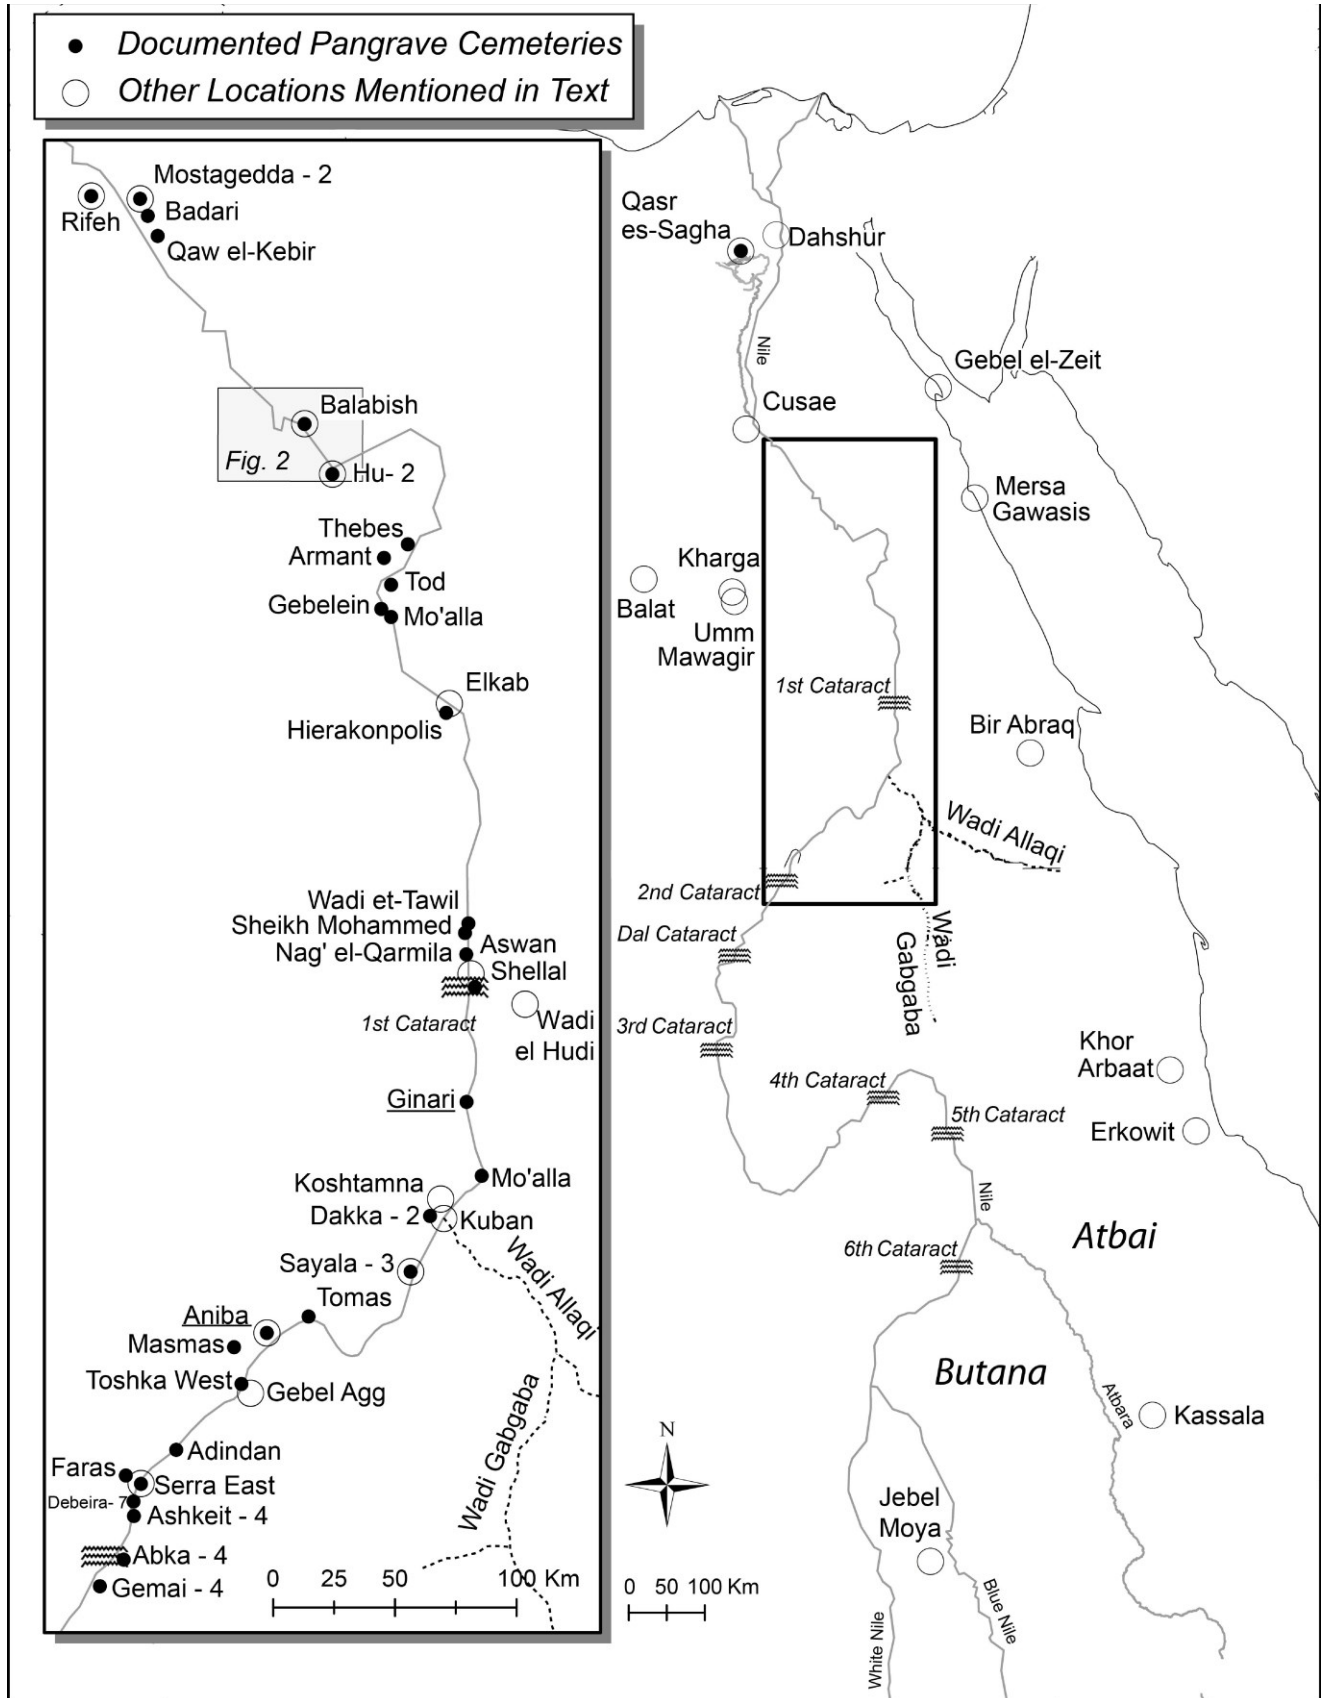 Documented Pangrave Cemeteries
Other Locations Mentioned in Text
Mostagedda - 2
Rifeh
Badari
Qaw el-Kebir
Balabish
Fig. 2
Hu- 2
Thebes
Armant
Tod
Gebelein
Mo'alla
Elkab
Hierakonpolis
Wadi et-Tawil
Sheikh Mohammed
Nag' el-Qarmila
Aswan
Shellal
1st Cataract
Wadi
el Hudi
Ginari
Mo'alla
Koshtamna
Dakka - 2
Kuban
Sayala - 3
Wadi Allaqi
Tomas
Aniba
Masmas
Toshka West
Gebel Agg
Wadi Gabgaba
Adindan
Faras
Serra East
Debeira- 7
Ashkeit - 4
Abka - 4
Gemai - 4
0 25 50 100 Km
Qasr
es-Sagha
Dahshur
Nile
Gebel el-Zeit
Cusae
Mersa
Gawasis
Kharga
Balat
Umm
Mawagir
1st Cataract
Bir Abraq
Wadi Allaqi
2nd Cataract
Wadi
Gabgaba
Dal Cataract
3rd Cataract
Khor
Arbaat
4th Cataract
5th Cataract
Erkowit
Nile
Atbai
6th Cataract
Butana
Atbara
Kassala
N
Jebel
Moya
0 50 100 Km
White Nile
Blue Nile